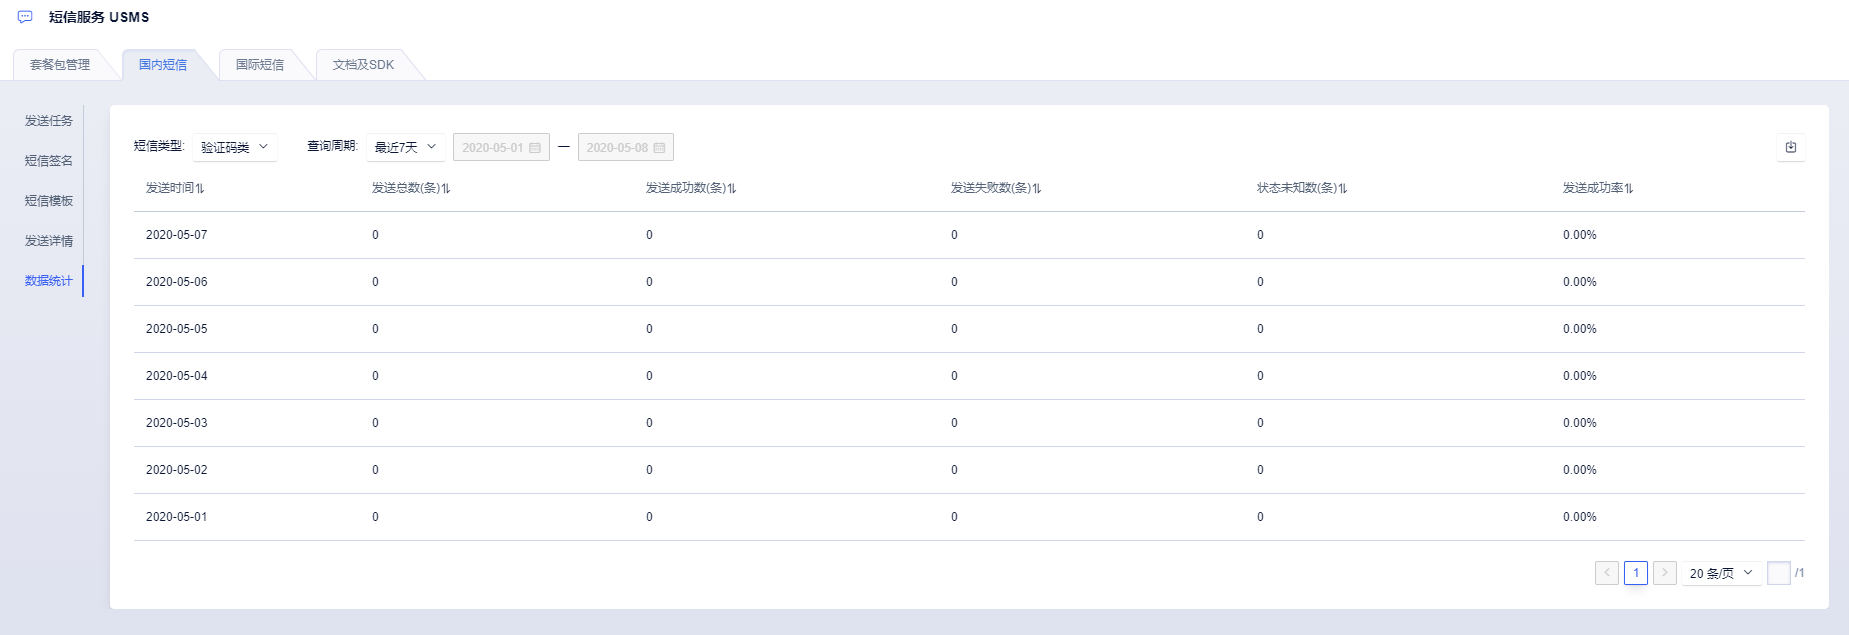 短信服务 USMS
套餐包管理 国内短信 国际短信 文档及SDK
发送任务
短信签名
短信模板
发送详情
数据统计
短信类型: 验证码类 查询周期: 最近7天 2020-05-01 — 2020-05-08
发送时间 发送总数(条) 发送成功数(条) 发送失败数(条) 状态未知数(条) 发送成功率
2020-05-07 0 0 0 0 0.00%
2020-05-06 0 0 0 0 0.00%
2020-05-05 0 0 0 0 0.00%
2020-05-04 0 0 0 0 0.00%
2020-05-03 0 0 0 0 0.00%
2020-05-02 0 0 0 0 0.00%
2020-05-01 0 0 0 0 0.00%
1 20 条/页 /1